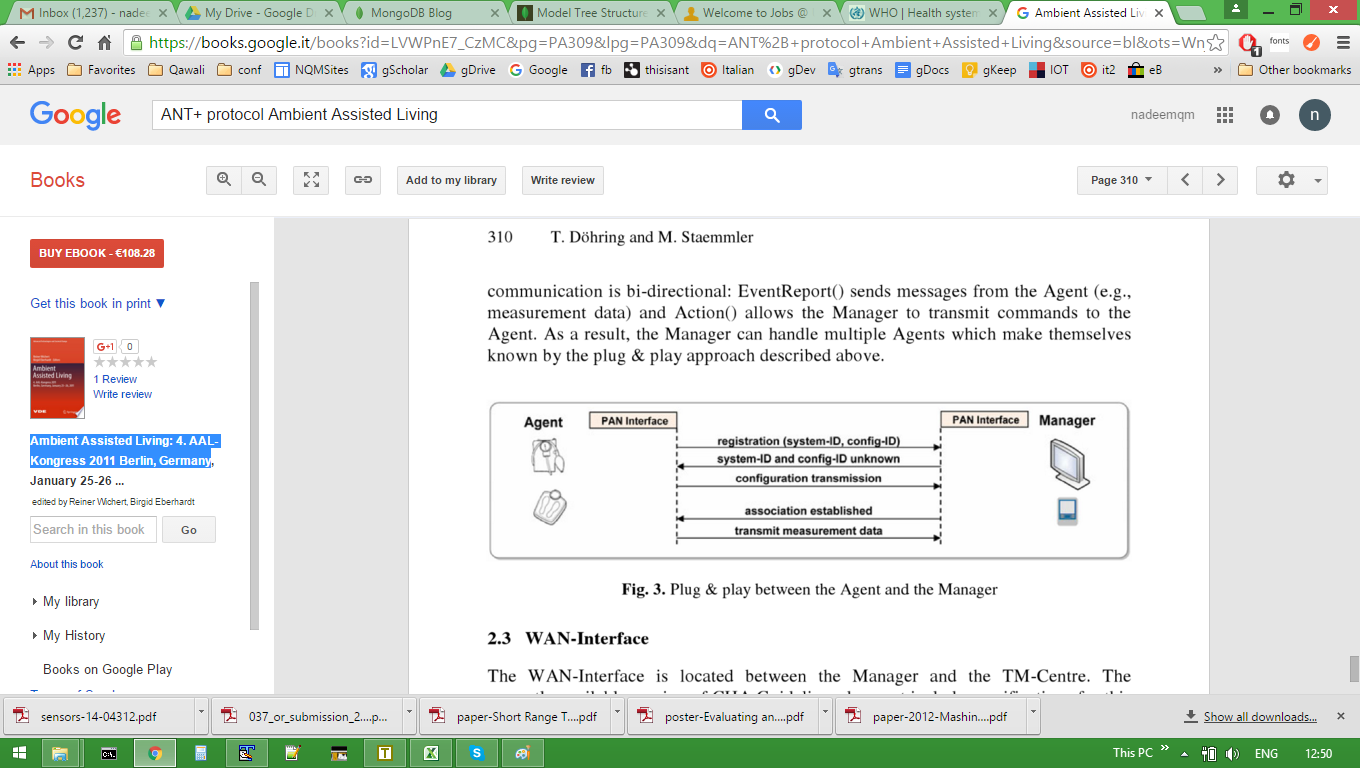 Inbox (1,237) - nade
My Drive - Google D
MongoDB Blog
Model Tree Structure
Welcome to Jobs @
WHO | Health system
Ambient Assisted Liv
https://books.google.it/books?id=LVWPnE7_CzMC&pg=PA309&lpg=PA309&dq=ANT%2B+protocol+Ambient+Assisted+Living&source=bl&ots=Wn
1 fonts
Apps Favorites Qawali conf NQMSites gScholar gDrive Google fb thisisant Italian gDev gtrans gDocs gKeep IOT it2 eB » Other bookmarks
Google ANT+ protocol Ambient Assisted Living nadeemqm n
Books Add to my library Write review Page 310
BUY EBOOK - €108.28
Get this book in print ▼
Ambient
Assisted Living
G+1 0
1 Review
Write review
Ambient Assisted Living: 4. AAL-
Kongress 2011 Berlin, Germany,
January 25-26 ...
edited by Reiner Wichert, Birgid Eberhardt
Search in this book Go
About this book
My library
My History
Books on Google Play
310 T. Döhring and M. Staemmler
communication is bi-directional: EventReport() sends messages from the Agent (e.g.,
measurement data) and Action() allows the Manager to transmit commands to the
Agent. As a result, the Manager can handle multiple Agents which make themselves
known by the plug & play approach described above.
Agent PAN Interface PAN Interface Manager
registration (system-ID, config-ID)
system-ID and config-ID unknown
configuration transmission
association established
transmit measurement data
Fig. 3. Plug & play between the Agent and the Manager
2.3 WAN-Interface
The WAN-Interface is located between the Manager and the TM-Centre. The
sensors-14-04312.pdf
037_or_submission_2....p...
paper-Short Range T....pdf
poster-Evaluating an....pdf
paper-2012-Mashin....pdf
Show all downloads...
This PC » ENG 12:50